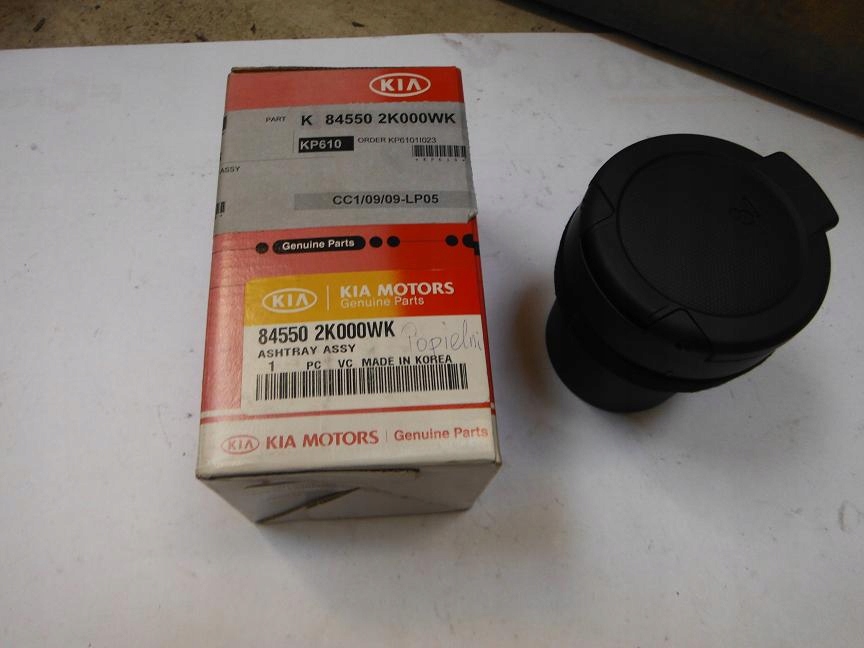 KIA
PART K 84550 2K000WK
KP610 ORDER KP6101I023
*KP610*
ASSY
CC1/09/09-LP05
Genuine Parts
KIA KIA MOTORS
Genuine Parts
84550 2K000WK
ASHTRAY ASSY
1 PC VC MADE IN KOREA
KIA KIA MOTORS Genuine Parts